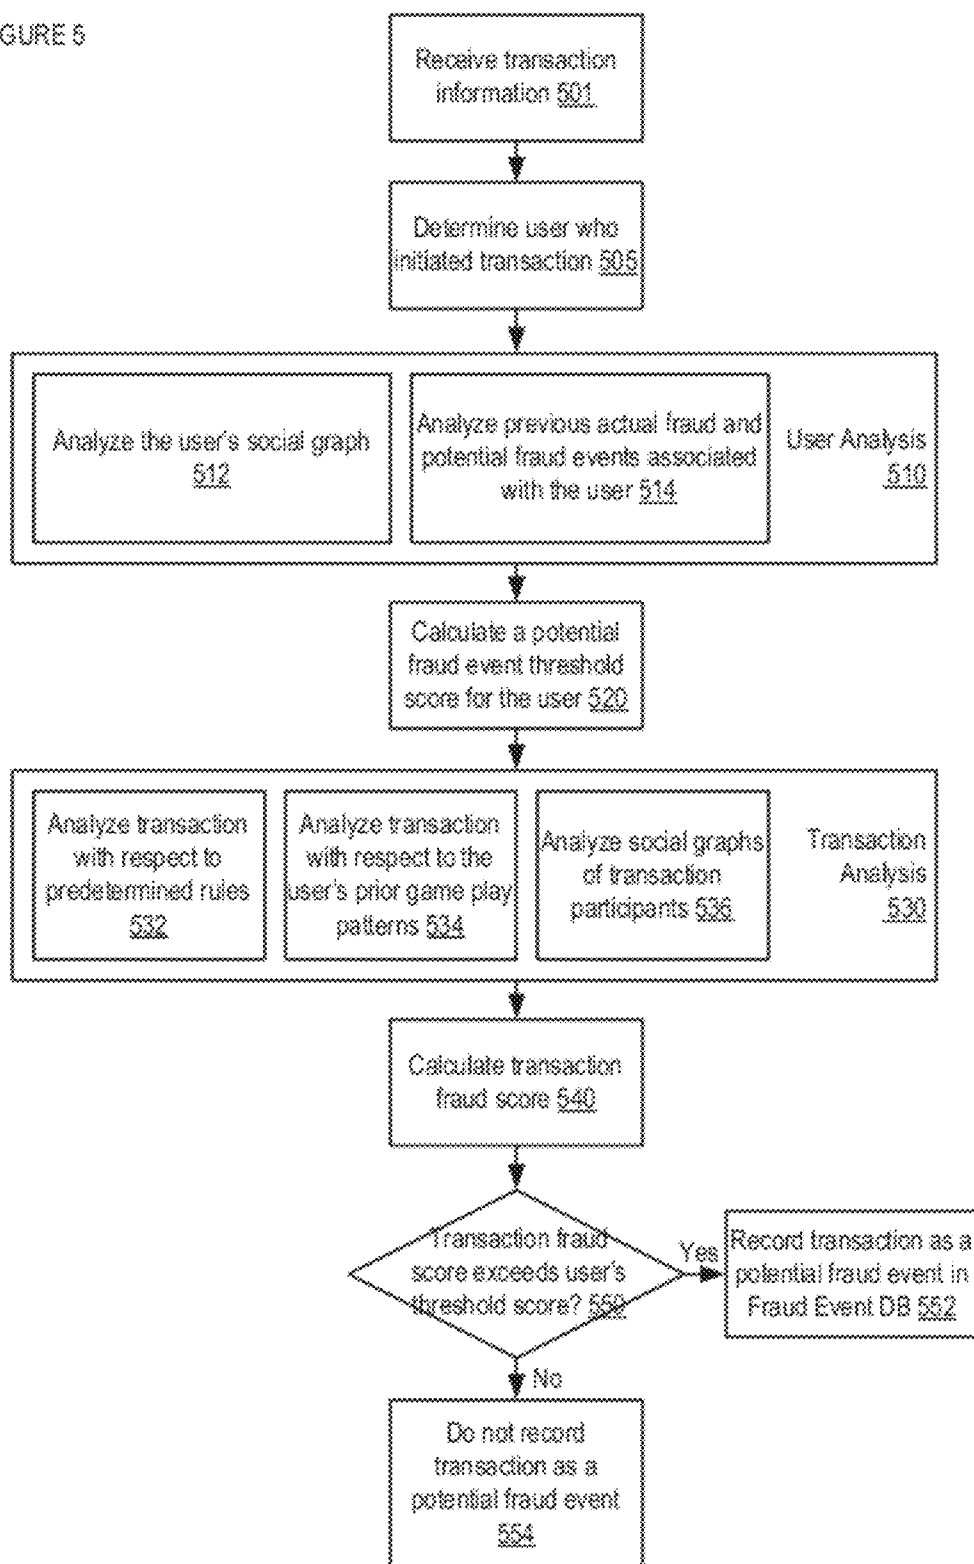 GURE 5
Receive transaction
information 501
Determine user who
initiated transaction 505
Analyze the user's social graph
512
Analyze previous actual fraud and
potential fraud events associated
with the user 514
User Analysis
510
Calculate a potential
fraud event threshold
score for the user 520
Analyze transaction
with respect to
predetermined rules
532
Analyze transaction
with respect to the
user's prior game play
patterns 534
Analyze social graphs
of transaction
participants 536
Transaction
Analysis
530
Calculate transaction
fraud score 540
Transaction fraud
score exceeds user's
threshold score? 550
Yes
Record transaction as a
potential fraud event in
Fraud Event DB 552
No
Do not record
transaction as a
potential fraud event
554